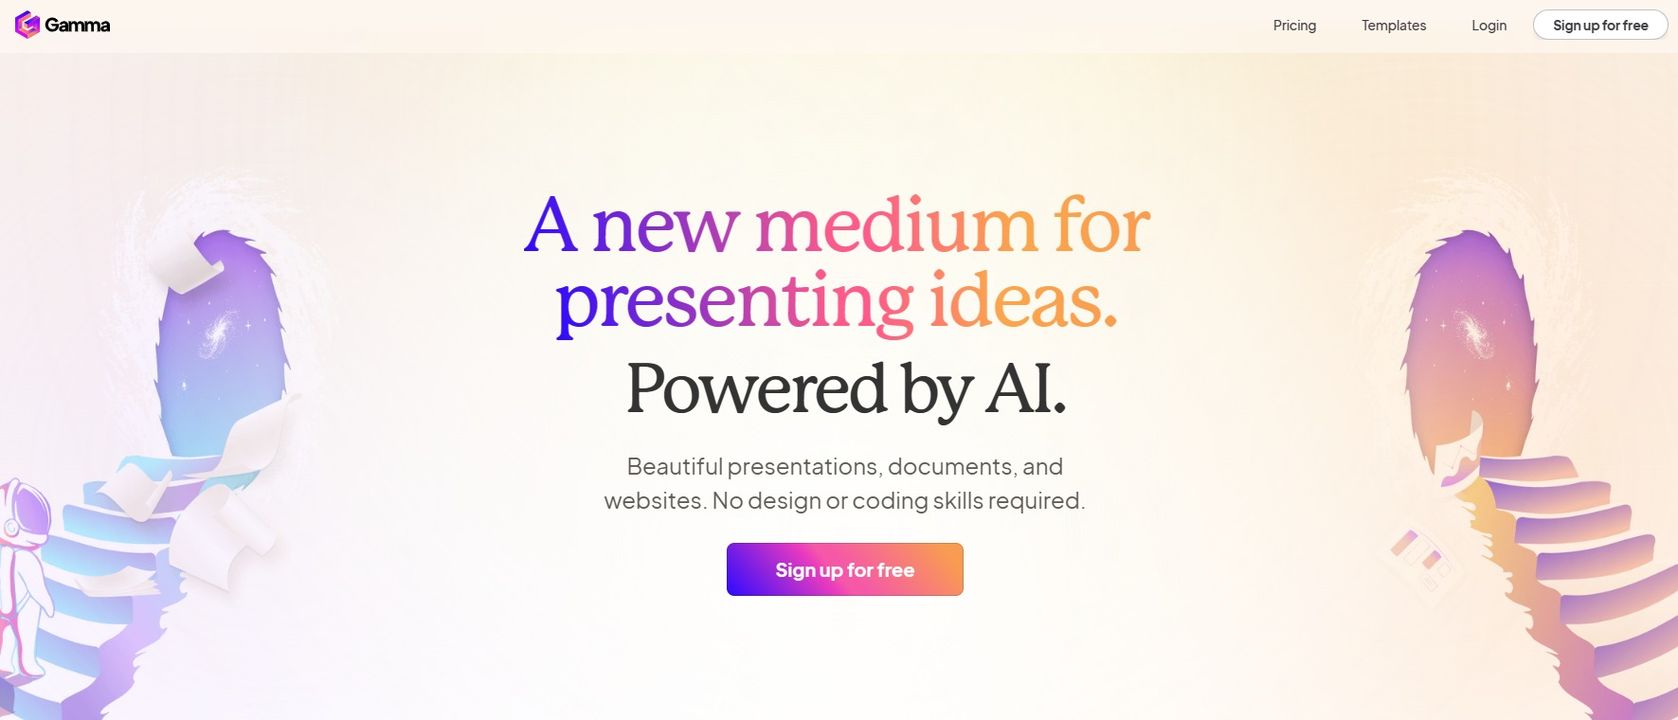 Gamma
Pricing
Templates
Login
Sign up for free
A new medium for
presenting ideas.
Powered by AI.
Beautiful presentations, documents, and
websites. No design or coding skills required.
Sign up for free